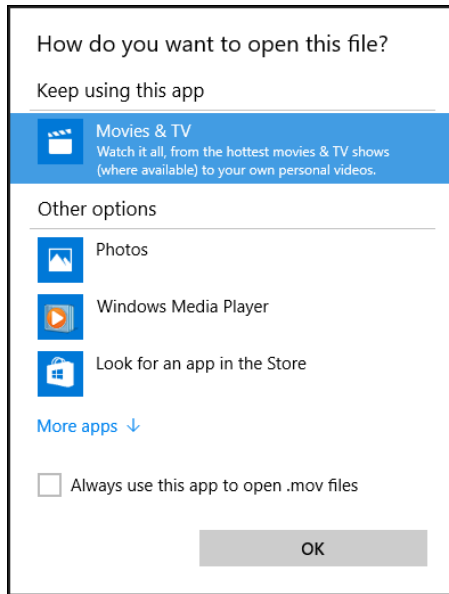 How do you want to open this file?
Keep using this app
Movies & TV
Watch it all, from the hottest movies & TV shows
(where available) to your own personal videos.
Other options
Photos
Windows Media Player
Look for an app in the Store
More apps ↓
Always use this app to open .mov files
OK